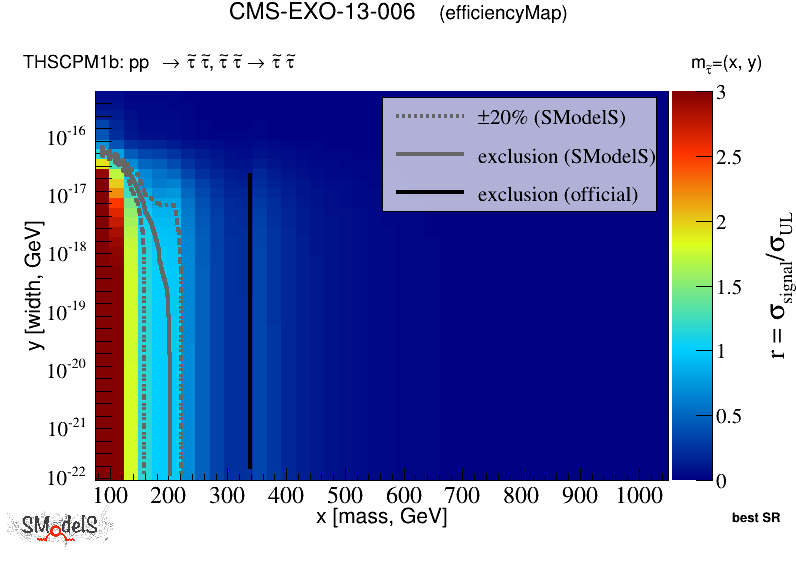 CMS-EXO-13-006 (efficiencyMap)
THSCPM1b: pp → τ̃ τ̃, τ̃ τ̃ → τ̃ τ̃
m_τ̃=(x, y)
±20% (SModelS)
exclusion (SModelS)
exclusion (official)
y [width, GeV]
10⁻¹⁶
10⁻¹⁷
10⁻¹⁸
10⁻¹⁹
10⁻²⁰
10⁻²¹
10⁻²²
100 200 300 400 500 600 700 800 900 1000
x [mass, GeV]
3
2.5
2
1.5
1
0.5
0
r = σ_signal/σ_UL
best SR
SModelS